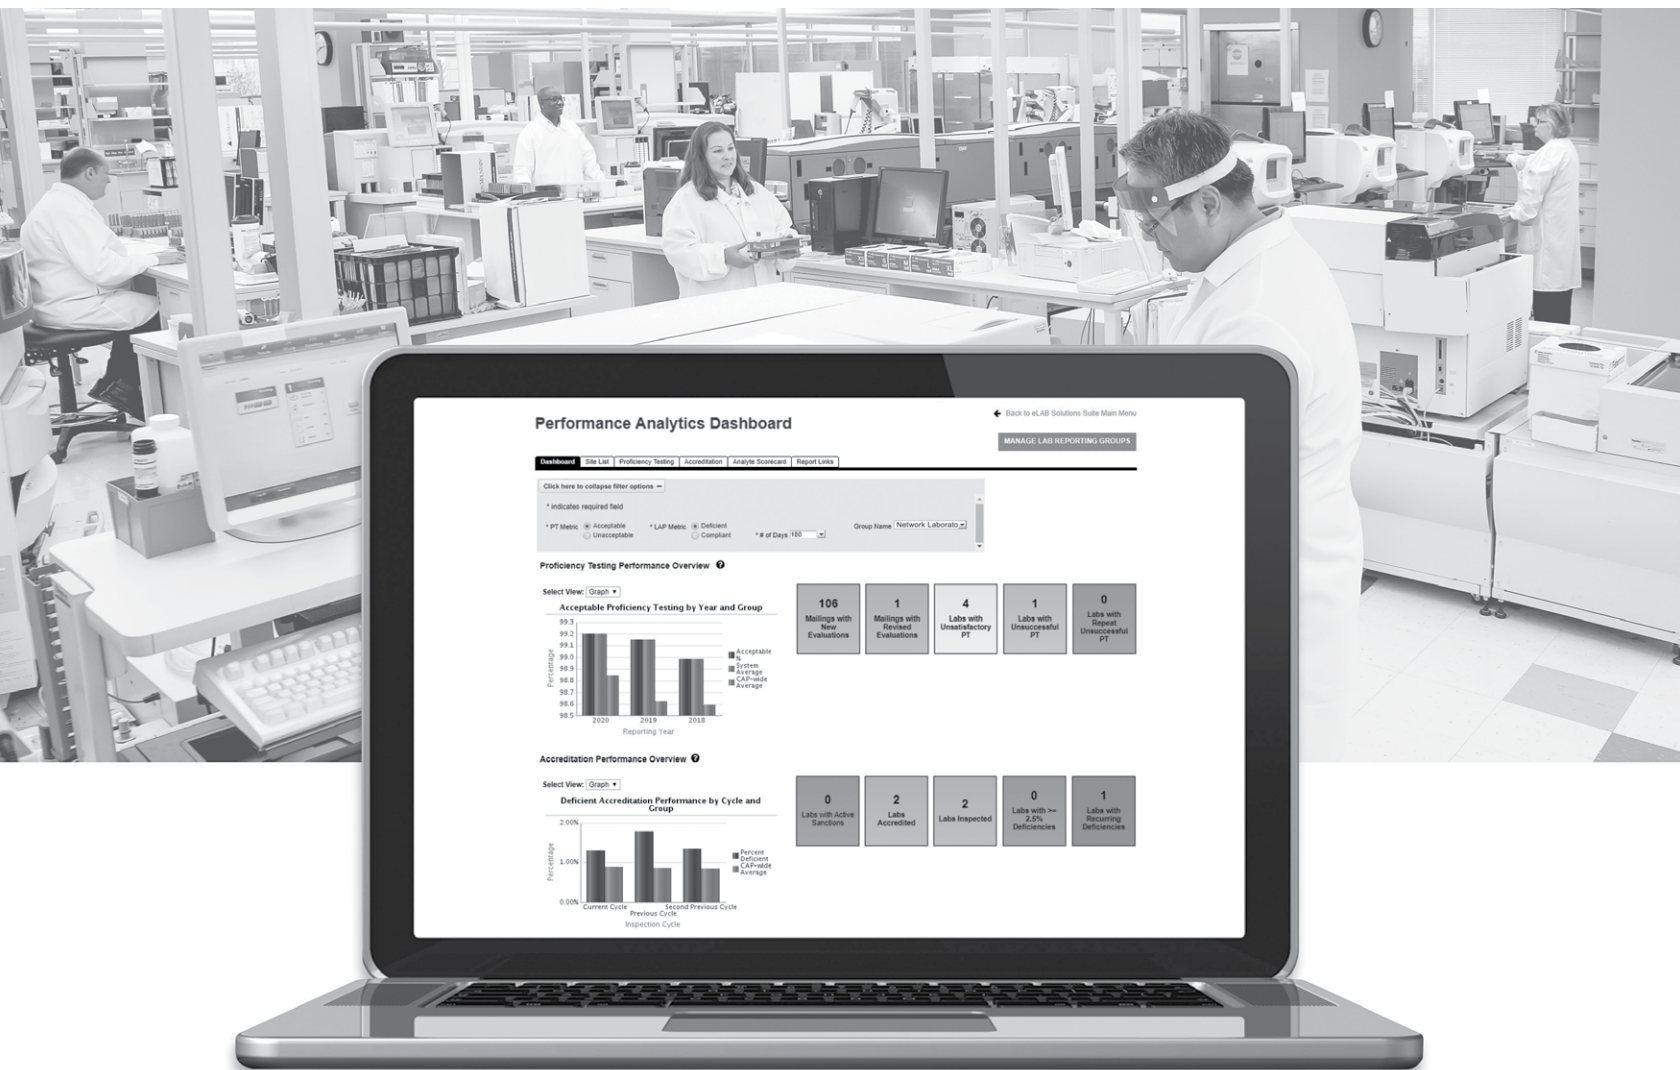 Performance Analytics Dashboard
Back to eLAB Solutions Suite Main Menu
MANAGE LAB REPORTING GROUPS
Dashboard Site List Proficiency Testing Accreditation Analyte Scorecard Report Links
Click here to collapse filter options −
* indicates required field
* PT Metric Acceptable * LAP Metric Deficient Group Name Network Laborato
Unacceptable Compliant * # of Days 180
Proficiency Testing Performance Overview ?
Select View: Graph
Acceptable Proficiency Testing by Year and Group
99.3
99.2
99.1
99.0
98.9
98.8
98.7
98.6
98.5
Percentage
2020 2019 2018
Reporting Year
Acceptable
%
System
Average
CAP-wide
Average
106
Mailings with
New
Evaluations
1
Mailings with
Revised
Evaluations
4
Labs with
Unsatisfactory
PT
1
Labs with
Unsuccessful
PT
0
Labs with
Repeat
Unsuccessful
PT
Accreditation Performance Overview ?
Select View: Graph
Deficient Accreditation Performance by Cycle and
Group
2.00%
1.00%
0.00%
Percentage
Current Cycle Second Previous Cycle
Previous Cycle
Inspection Cycle
Percent
Deficient
CAP-wide
Average
0
Labs with Active
Sanctions
2
Labs
Accredited
2
Labs Inspected
0
Labs with >=
2.5%
Deficiencies
1
Labs with
Recurring
Deficiencies